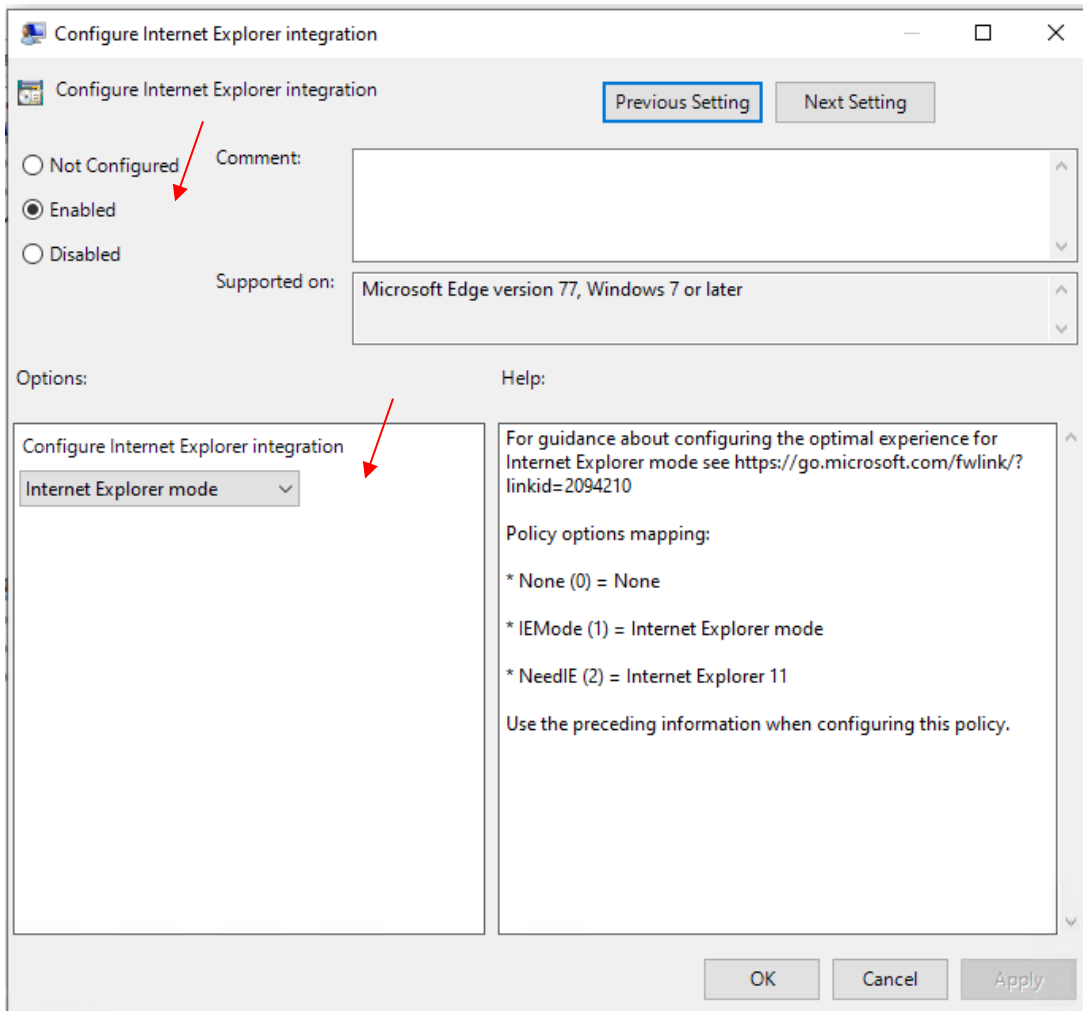 Configure Internet Explorer integration
Configure Internet Explorer integration
Previous Setting
Next Setting
Not Configured
Comment:
Enabled
Disabled
Supported on:
Microsoft Edge version 77, Windows 7 or later
Options:
Help:
Configure Internet Explorer integration
Internet Explorer mode
For guidance about configuring the optimal experience for
Internet Explorer mode see https://go.microsoft.com/fwlink/?
linkid=2094210
Policy options mapping:
* None (0) = None
* IEMode (1) = Internet Explorer mode
* NeedIE (2) = Internet Explorer 11
Use the preceding information when configuring this policy.
OK
Cancel
Apply